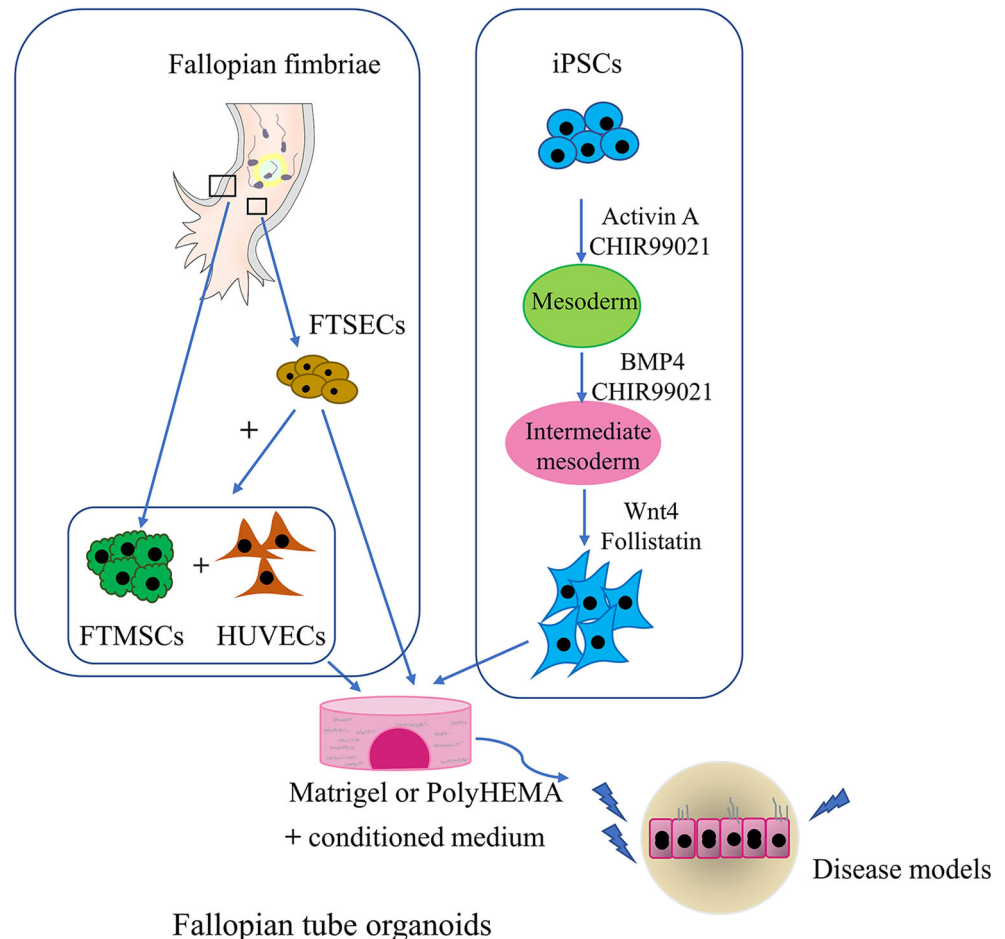 Fallopian fimbriae
FTSECs
+
+
FTMSCs
HUVECs
iPSCs
Activin A
CHIR99021
Mesoderm
BMP4
CHIR99021
Intermediate
mesoderm
Wnt4
Follistatin
Matrigel or PolyHEMA
+ conditioned medium
Disease models
Fallopian tube organoids